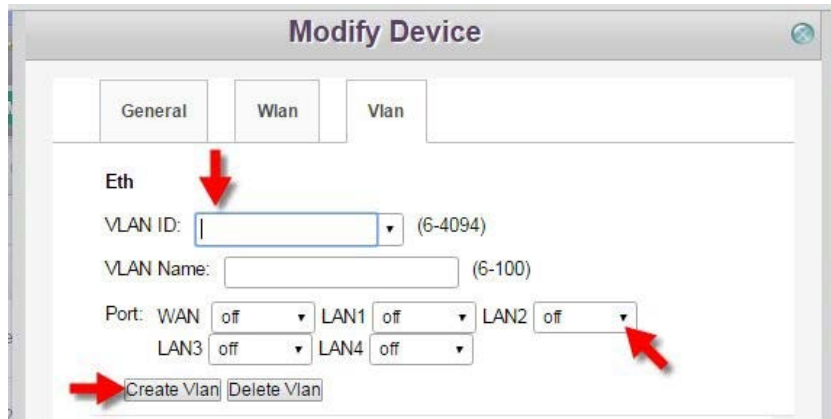 Modify Device
General Wlan Vlan
Eth
VLAN ID: (6-4094)
VLAN Name: (6-100)
Port: WAN off LAN1 off LAN2 off
LAN3 off LAN4 off
Create Vlan Delete Vlan